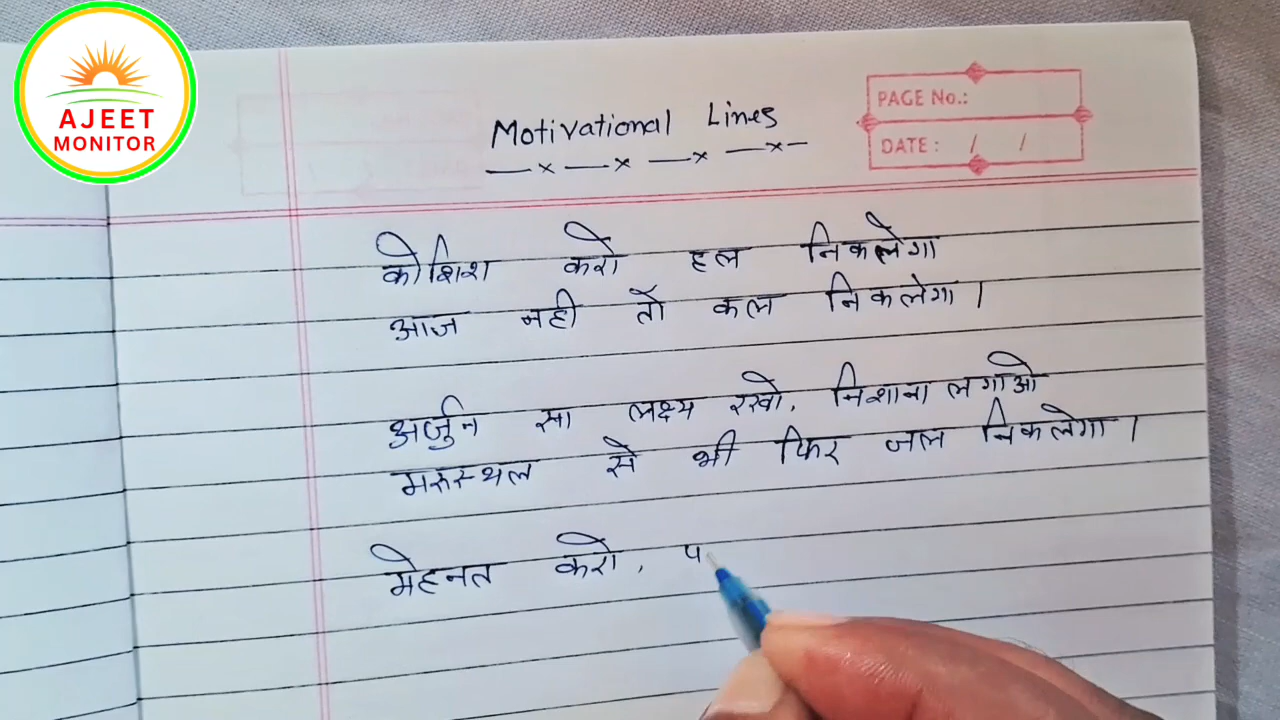 AJEET
MONITOR
Motivational Lines
PAGE No.:
DATE : / /
कोशिश करो हल निकलेगा
आज नही तो कल निकलेगा।
अर्जुन सा लक्ष्य रखो, निशाना लगाओ
मरुस्थल से भी फिर जल निकलेगा।
मेहनत करो, प